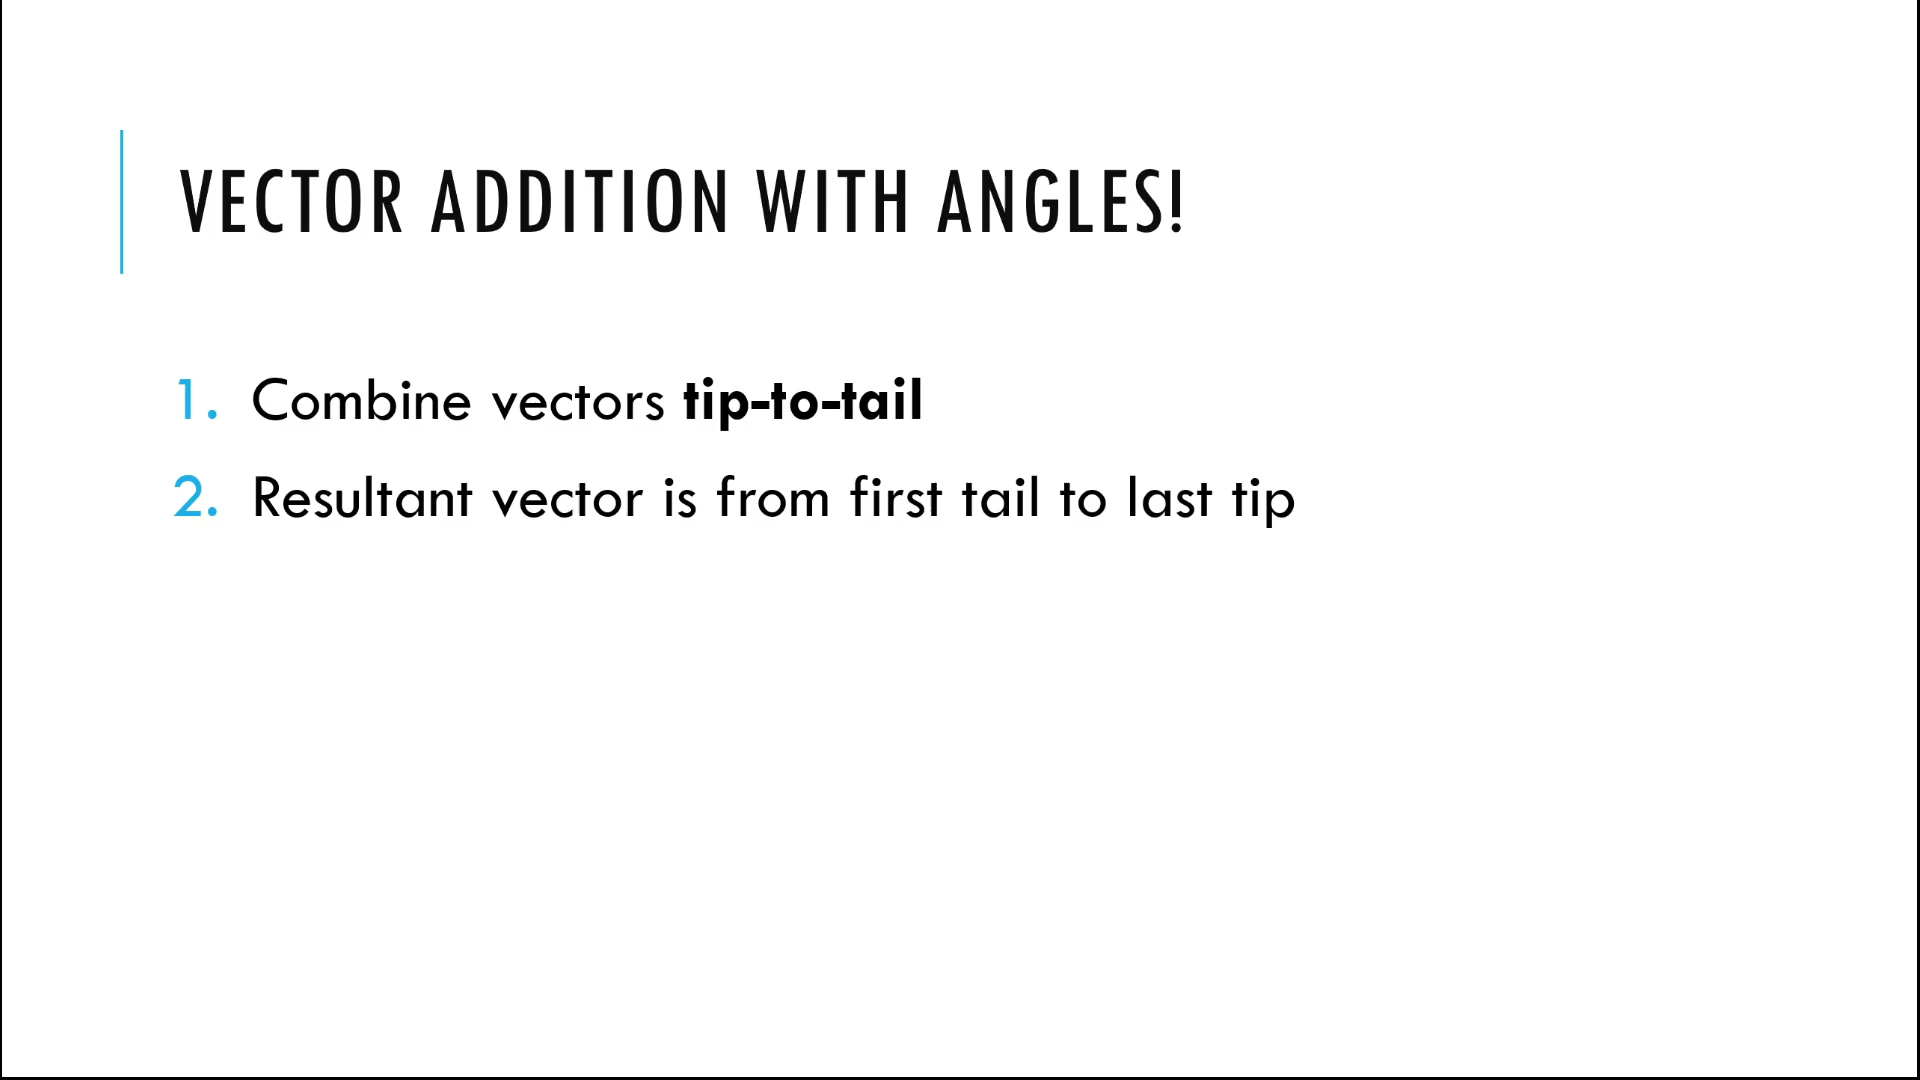 VECTOR ADDITION WITH ANGLES!
1. Combine vectors tip-to-tail
2. Resultant vector is from first tail to last tip